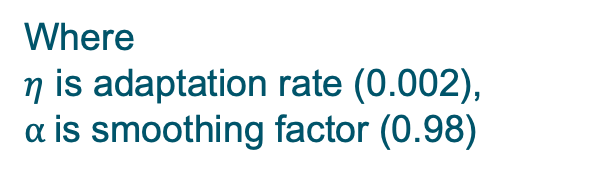 Where
η is adaptation rate (0.002),
α is smoothing factor (0.98)